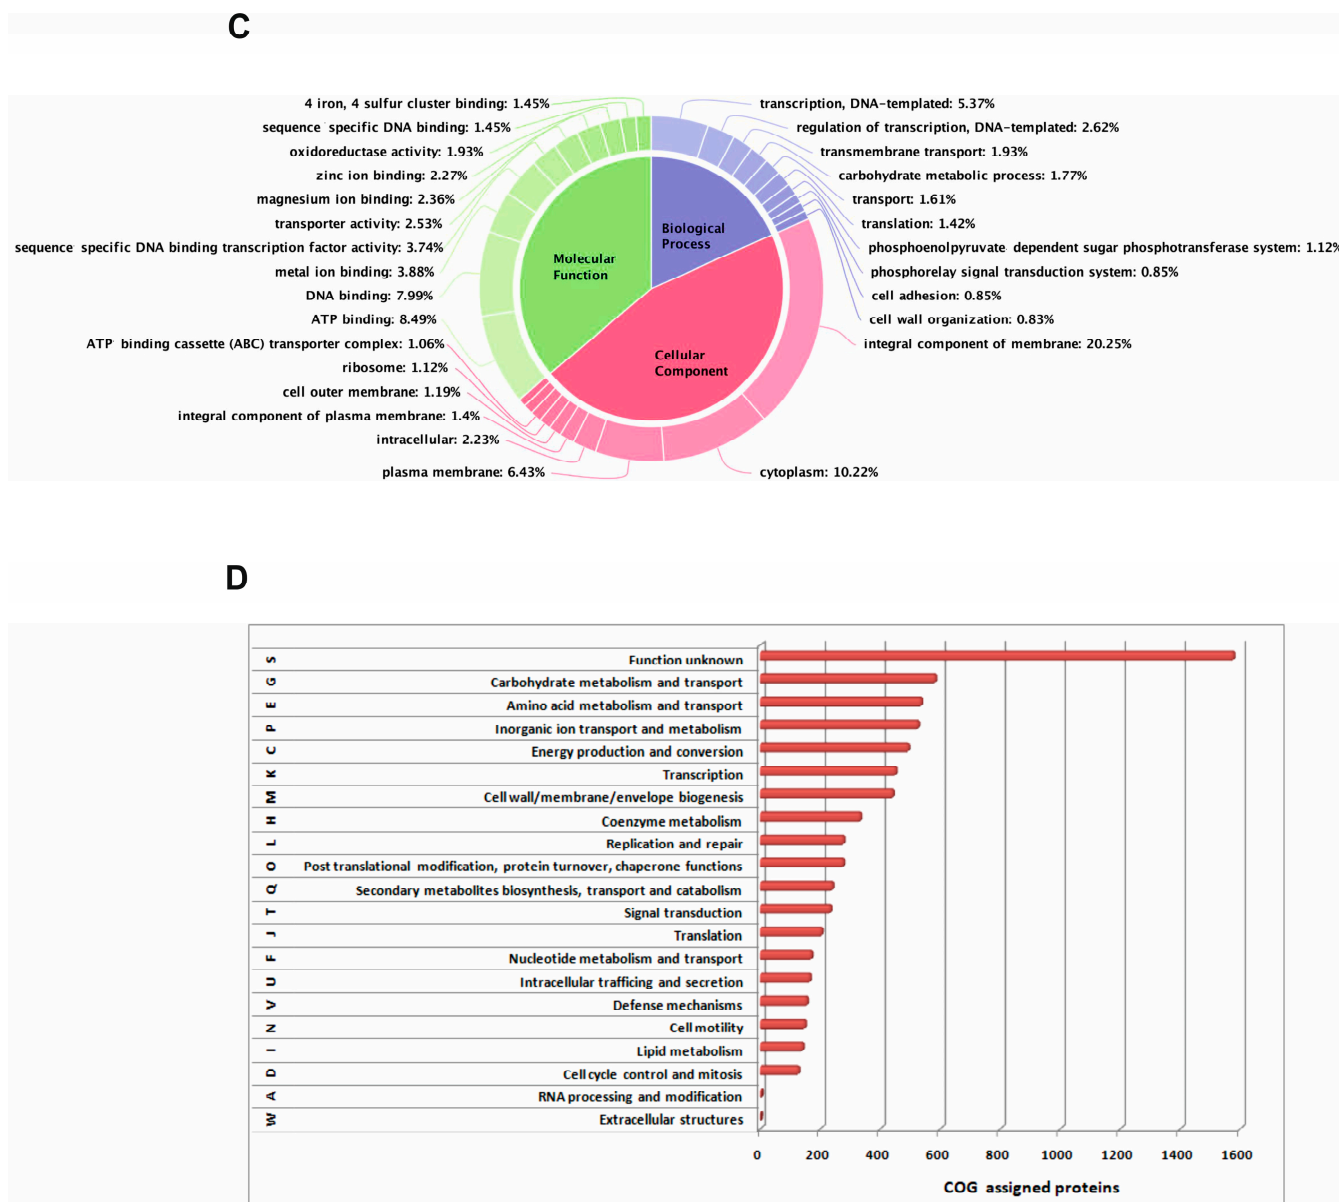 C
4 iron, 4 sulfur cluster binding: 1.45%
sequence specific DNA binding: 1.45%
oxidoreductase activity: 1.93%
zinc ion binding: 2.27%
magnesium ion binding: 2.36%
transporter activity: 2.53%
sequence specific DNA binding transcription factor activity: 3.74%
metal ion binding: 3.88%
DNA binding: 7.99%
ATP binding: 8.49%
ATP binding cassette (ABC) transporter complex: 1.06%
ribosome: 1.12%
cell outer membrane: 1.19%
integral component of plasma membrane: 1.4%
intracellular: 2.23%
plasma membrane: 6.43%
Molecular
Function
Biological
Process
Cellular
Component
transcription, DNA-templated: 5.37%
regulation of transcription, DNA-templated: 2.62%
transmembrane transport: 1.93%
carbohydrate metabolic process: 1.77%
transport: 1.61%
translation: 1.42%
phosphoenolpyruvate dependent sugar phosphotransferase system: 1.12%
phosphorelay signal transduction system: 0.85%
cell adhesion: 0.85%
cell wall organization: 0.83%
integral component of membrane: 20.25%
cytoplasm: 10.22%
D
S Function unknown
G Carbohydrate metabolism and transport
E Amino acid metabolism and transport
P Inorganic ion transport and metabolism
C Energy production and conversion
K Transcription
M Cell wall/membrane/envelope biogenesis
H Coenzyme metabolism
L Replication and repair
O Post translational modification, protein turnover, chaperone functions
Q Secondary metabolites biosynthesis, transport and catabolism
T Signal transduction
J Translation
F Nucleotide metabolism and transport
U Intracellular trafficing and secretion
V Defense mechanisms
N Cell motility
I Lipid metabolism
D Cell cycle control and mitosis
A RNA processing and modification
W Extracellular structures
0 200 400 600 800 1000 1200 1400 1600
COG assigned proteins